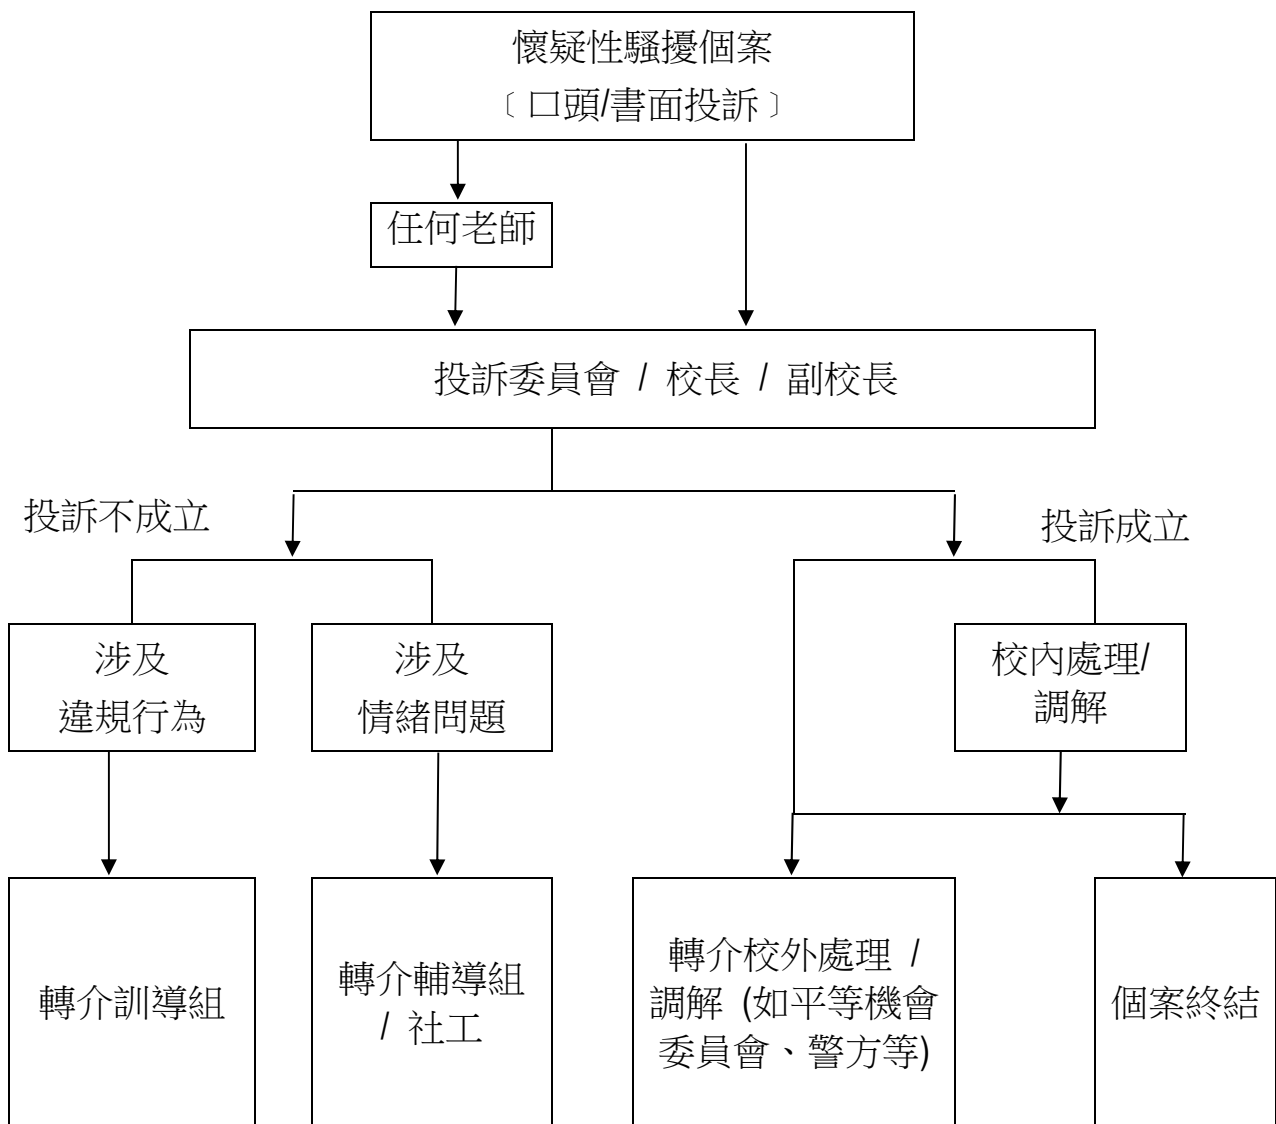 懷疑性騷擾個案
﹝口頭/書面投訴﹞
任何老師
投訴委員會 / 校長 / 副校長
投訴不成立
投訴成立
涉及
違規行為
涉及
情緒問題
校內處理/
調解
轉介訓導組
轉介輔導組
/ 社工
轉介校外處理 /
調解 (如平等機會
委員會、警方等)
個案終結